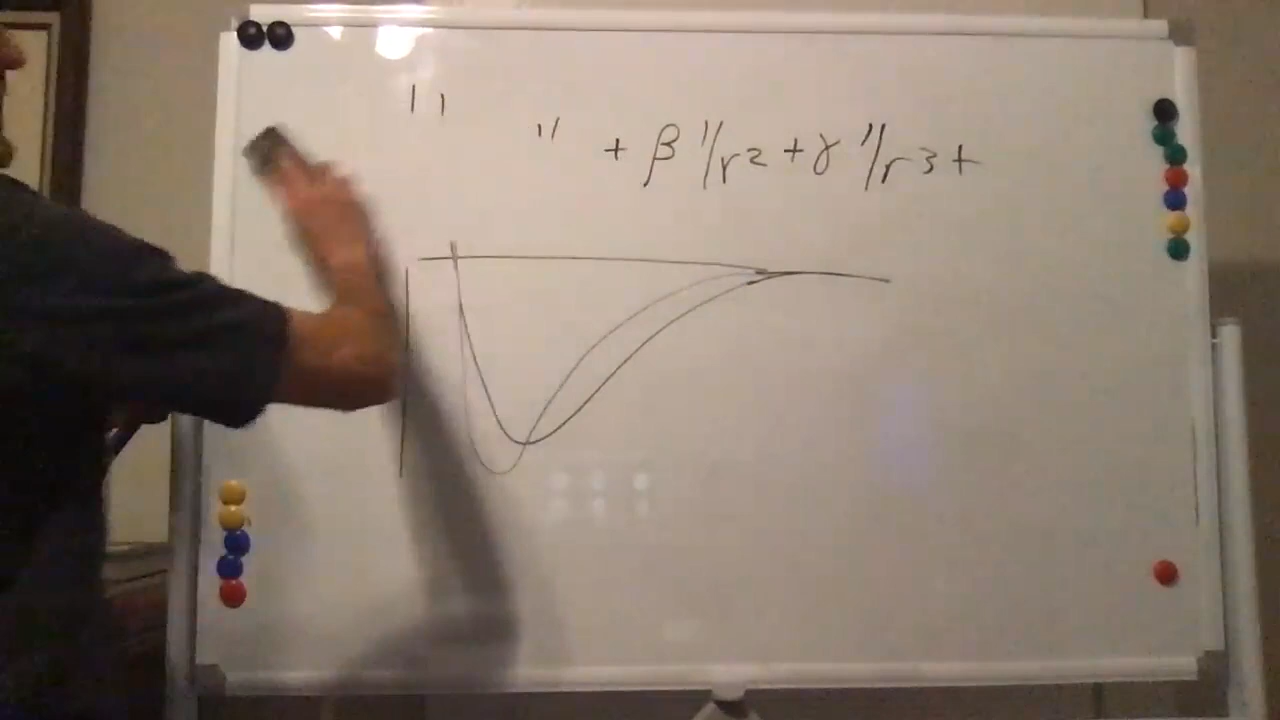 + β 1/r2 + γ 1/r3 +